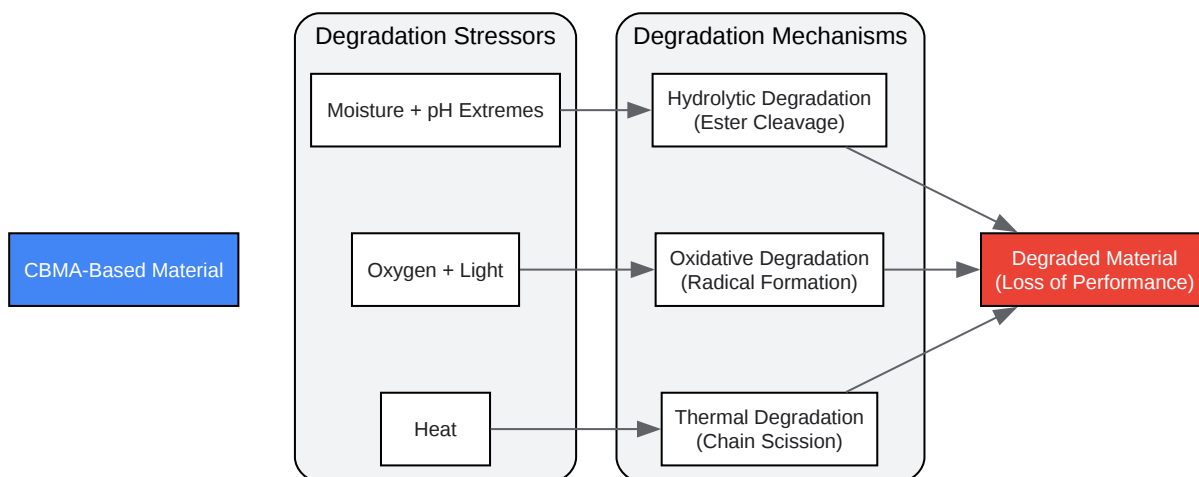 Degradation Stressors
Degradation Mechanisms
Moisture + pH Extremes
Hydrolytic Degradation
(Ester Cleavage)
CBMA-Based Material
Oxygen + Light
Oxidative Degradation
(Radical Formation)
Degraded Material
(Loss of Performance)
Heat
Thermal Degradation
(Chain Scission)